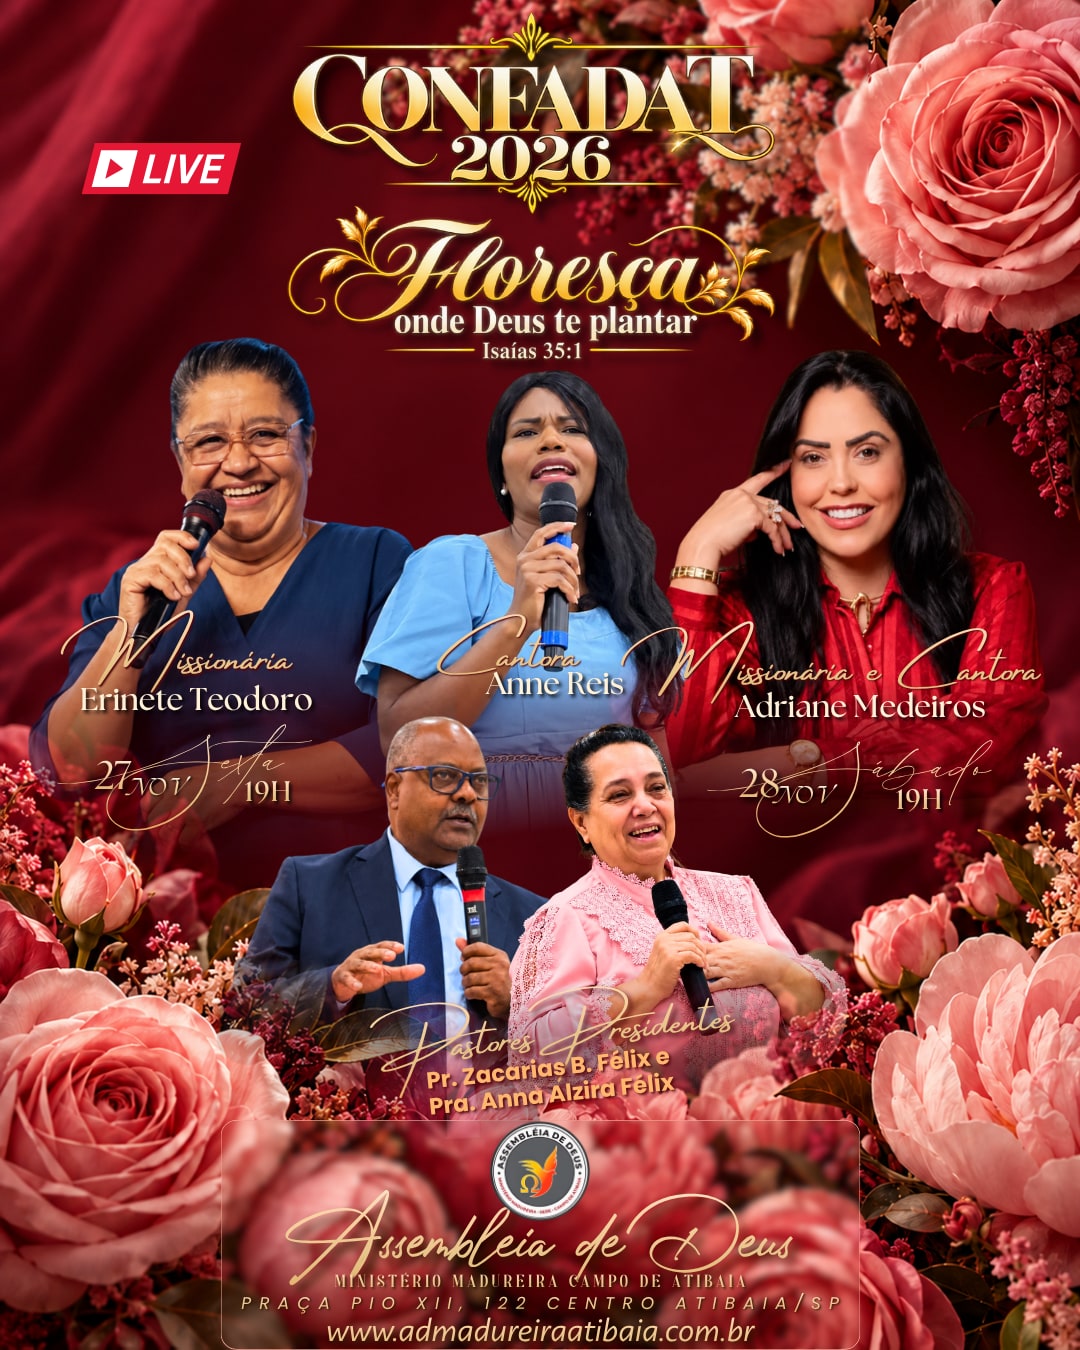 CONFADAT
2026
LIVE
Floresça
onde Deus te plantar
Isaías 35:1
Missionária
Erinete Teodoro
27 NOV Sexta 19H
Cantora
Anne Reis
Missionária e Cantora
Adriane Medeiros
28 NOV Sábado 19H
Pastores Presidentes
Pr. Zacarias B. Félix e
Pra. Anna Alzira Félix
ASSEMBLÉIA DE DEUS
Assembleia de Deus
MINISTÉRIO MADUREIRA CAMPO DE ATIBAIA
PRAÇA PIO XII, 122 CENTRO ATIBAIA/SP
www.admadureiraatibaia.com.br